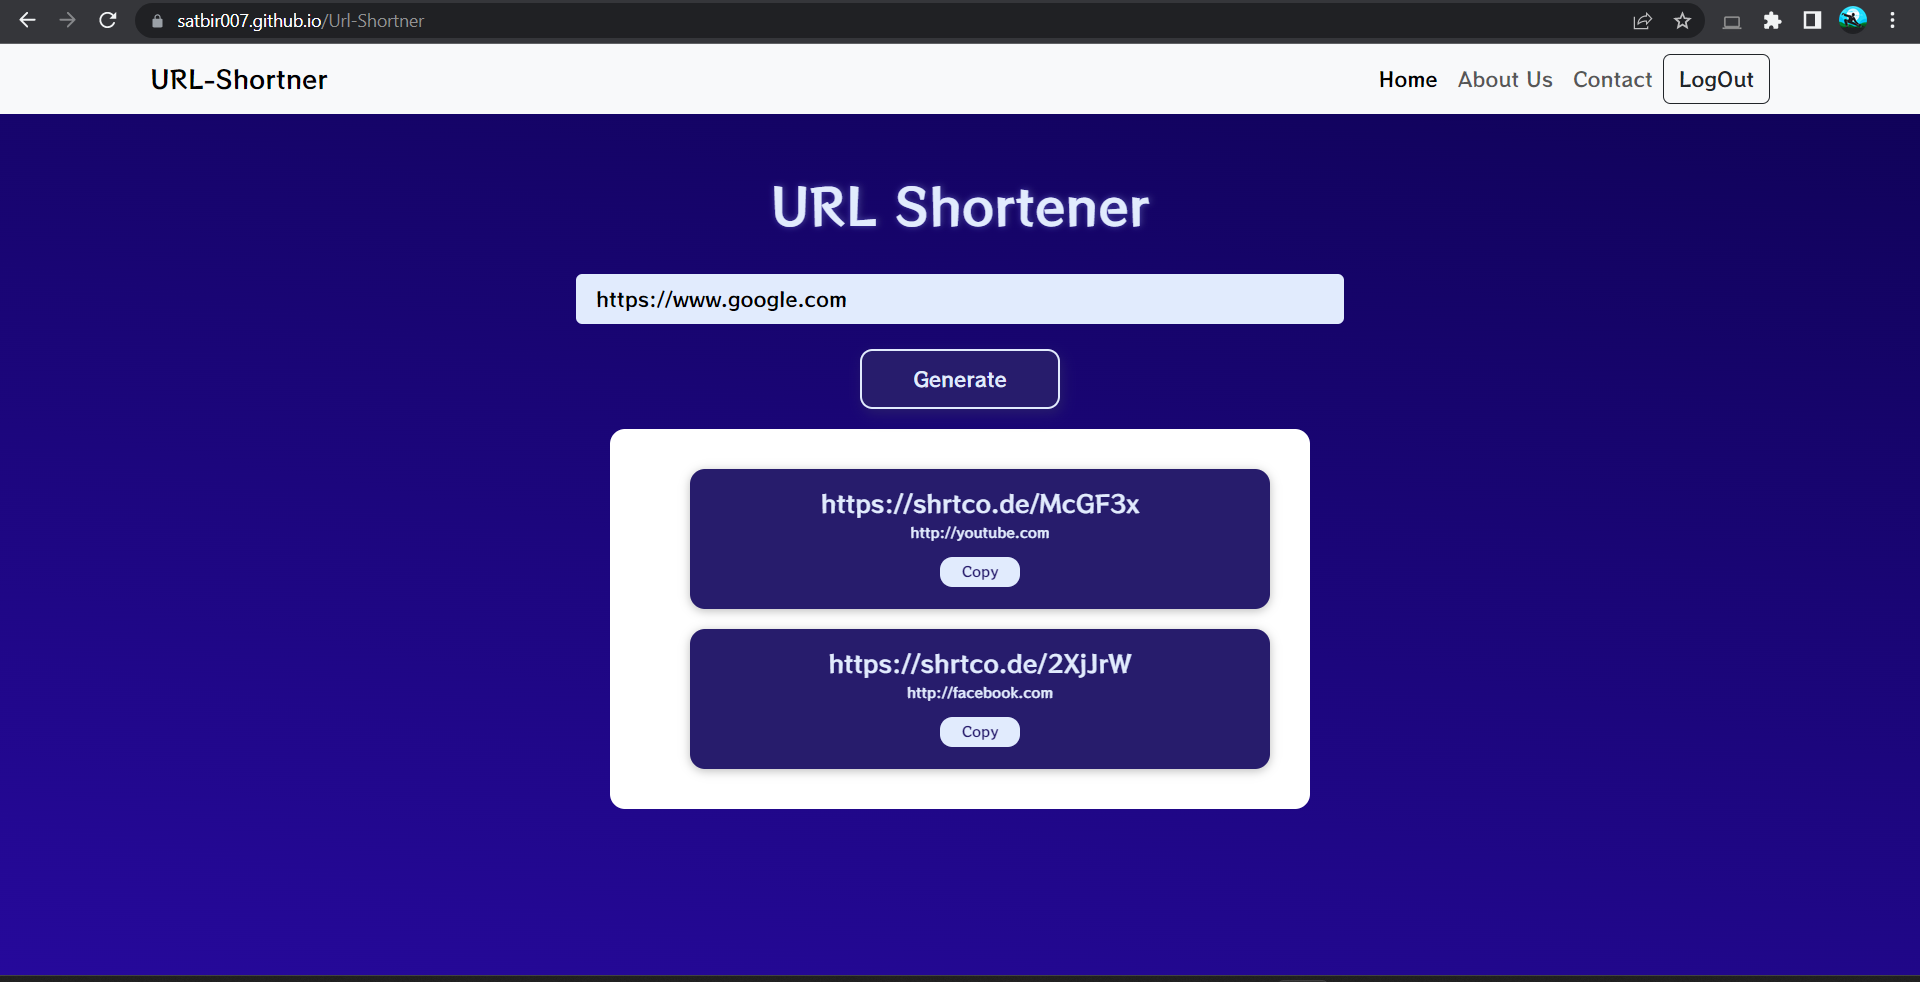 satbir007.github.io/Url-Shortner
URL-Shortner
Home About Us Contact LogOut
URL Shortener
https://www.google.com
Generate
https://shrtco.de/McGF3x
http://youtube.com
Copy
https://shrtco.de/2XjJrW
http://facebook.com
Copy